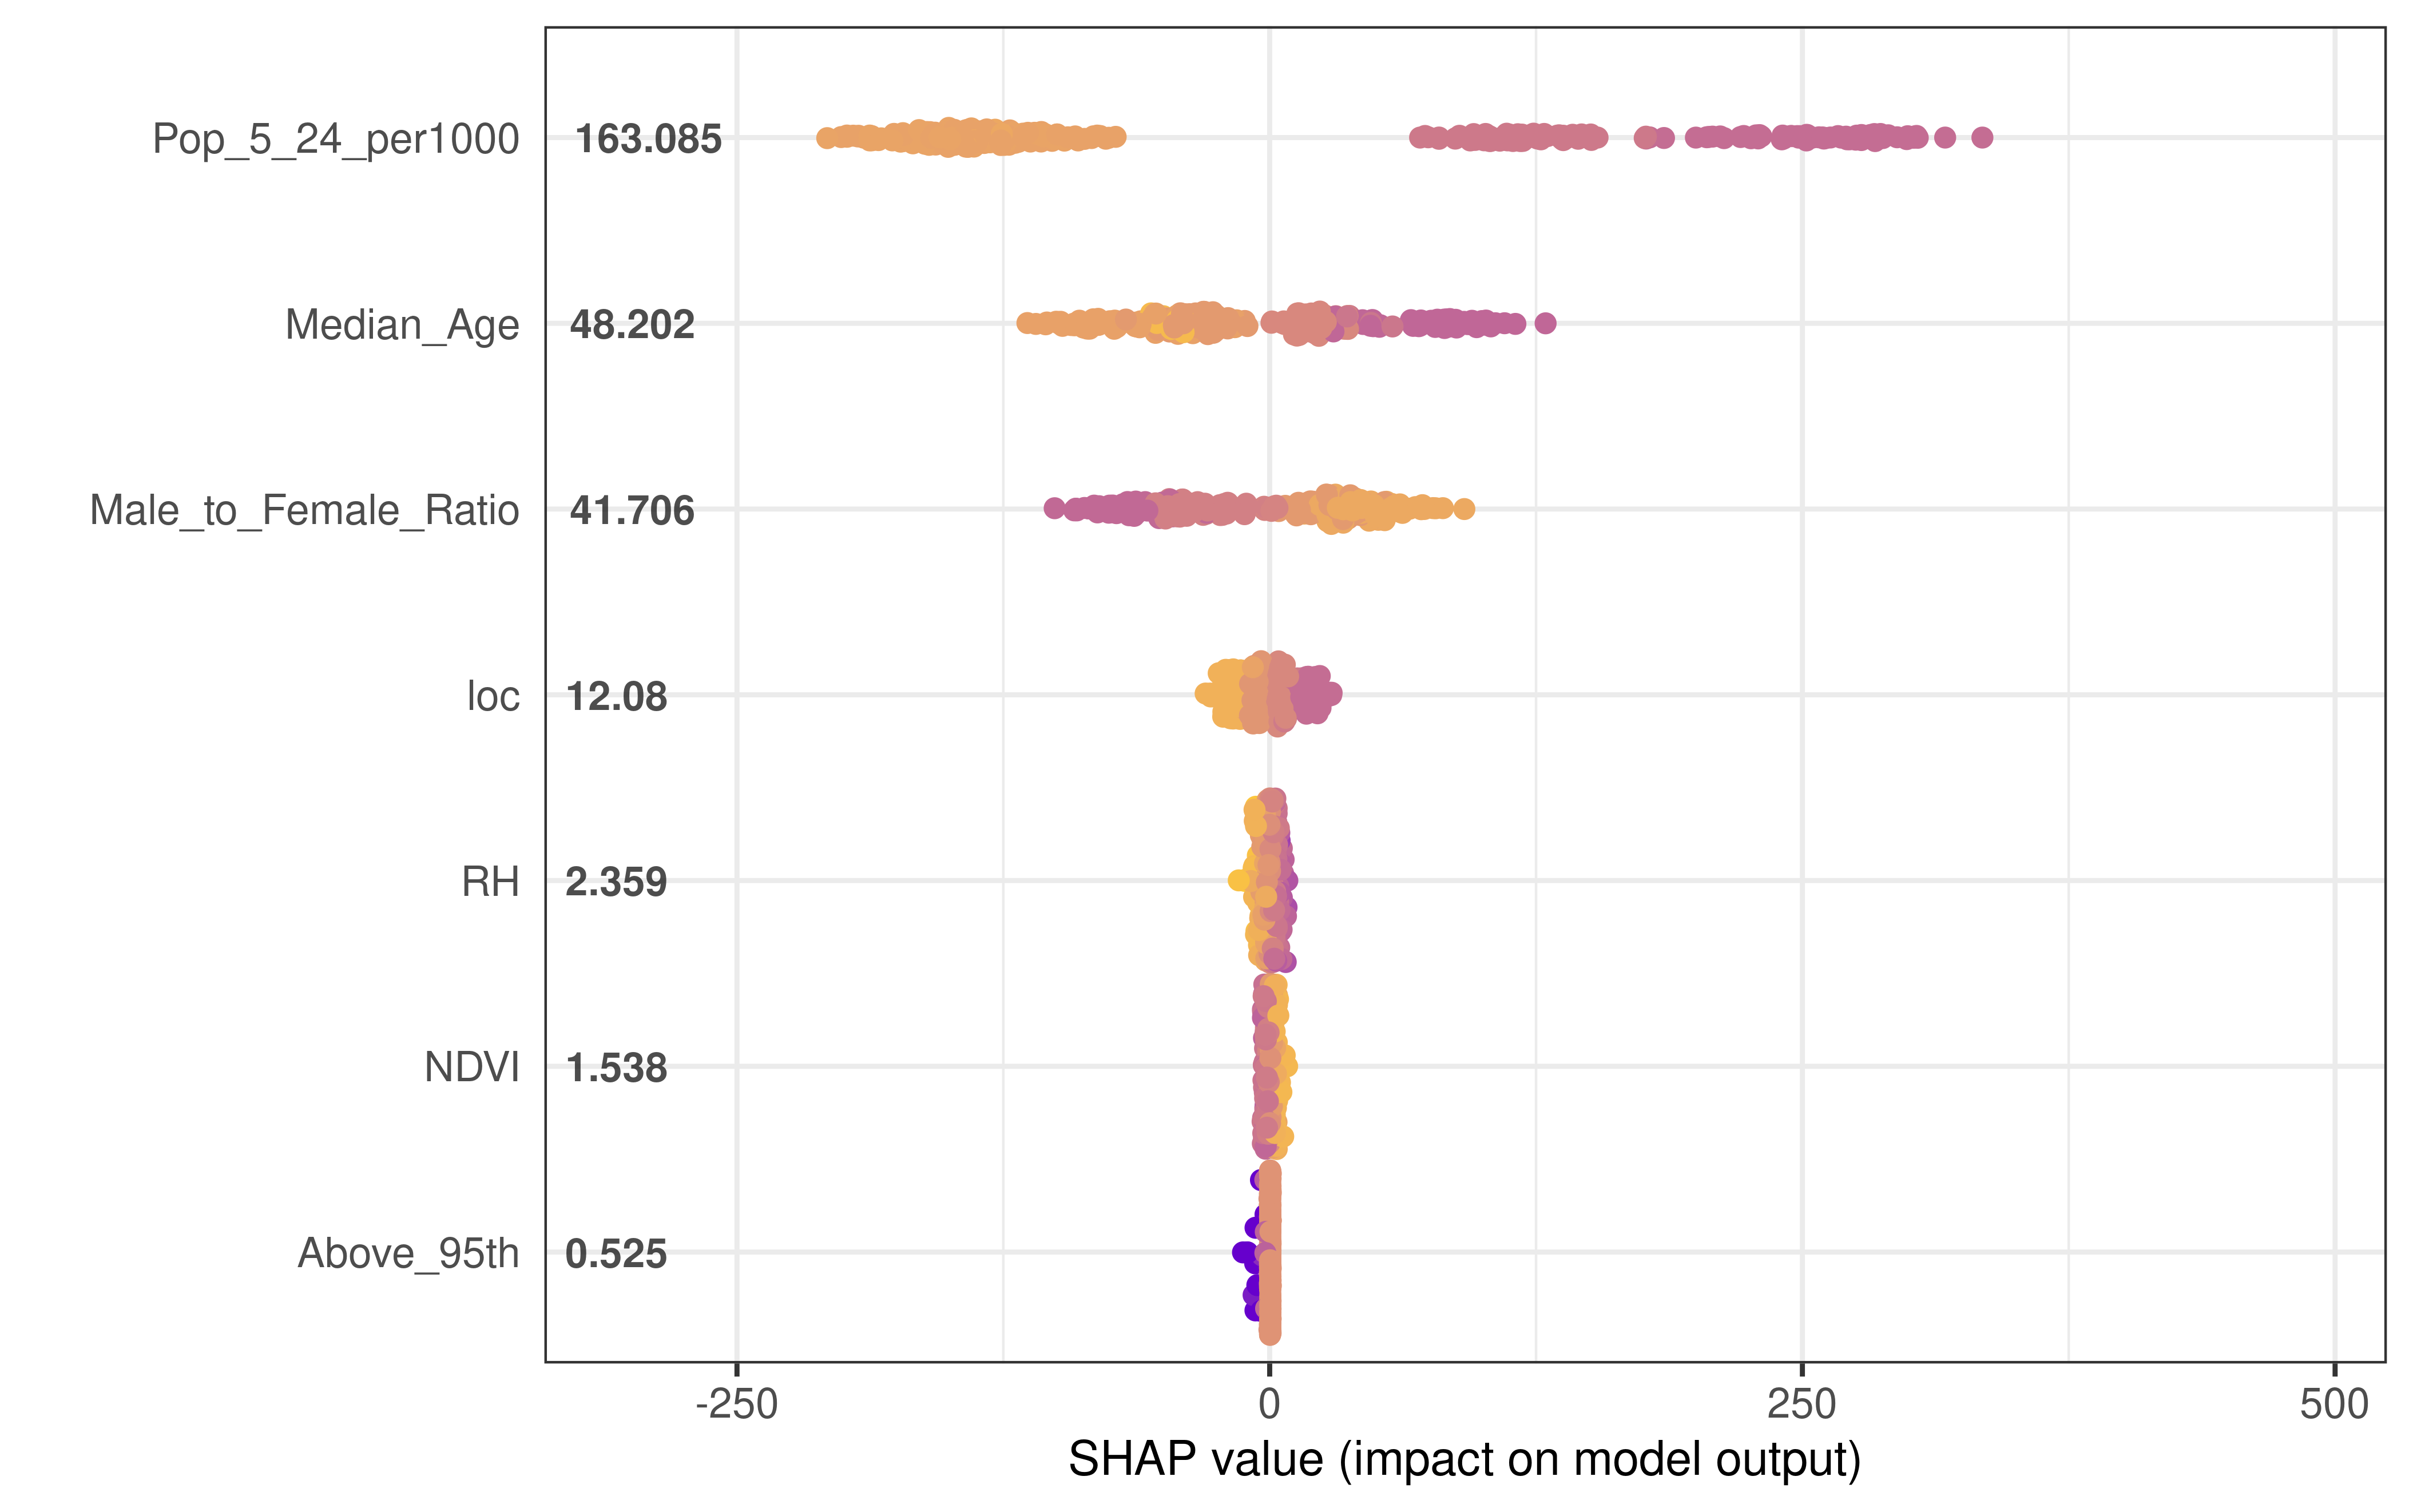 Pop_5_24_per1000 163.085
Median_Age 48.202
Male_to_Female_Ratio 41.706
loc 12.08
RH 2.359
NDVI 1.538
Above_95th 0.525
-250 0 250 500
SHAP value (impact on model output)